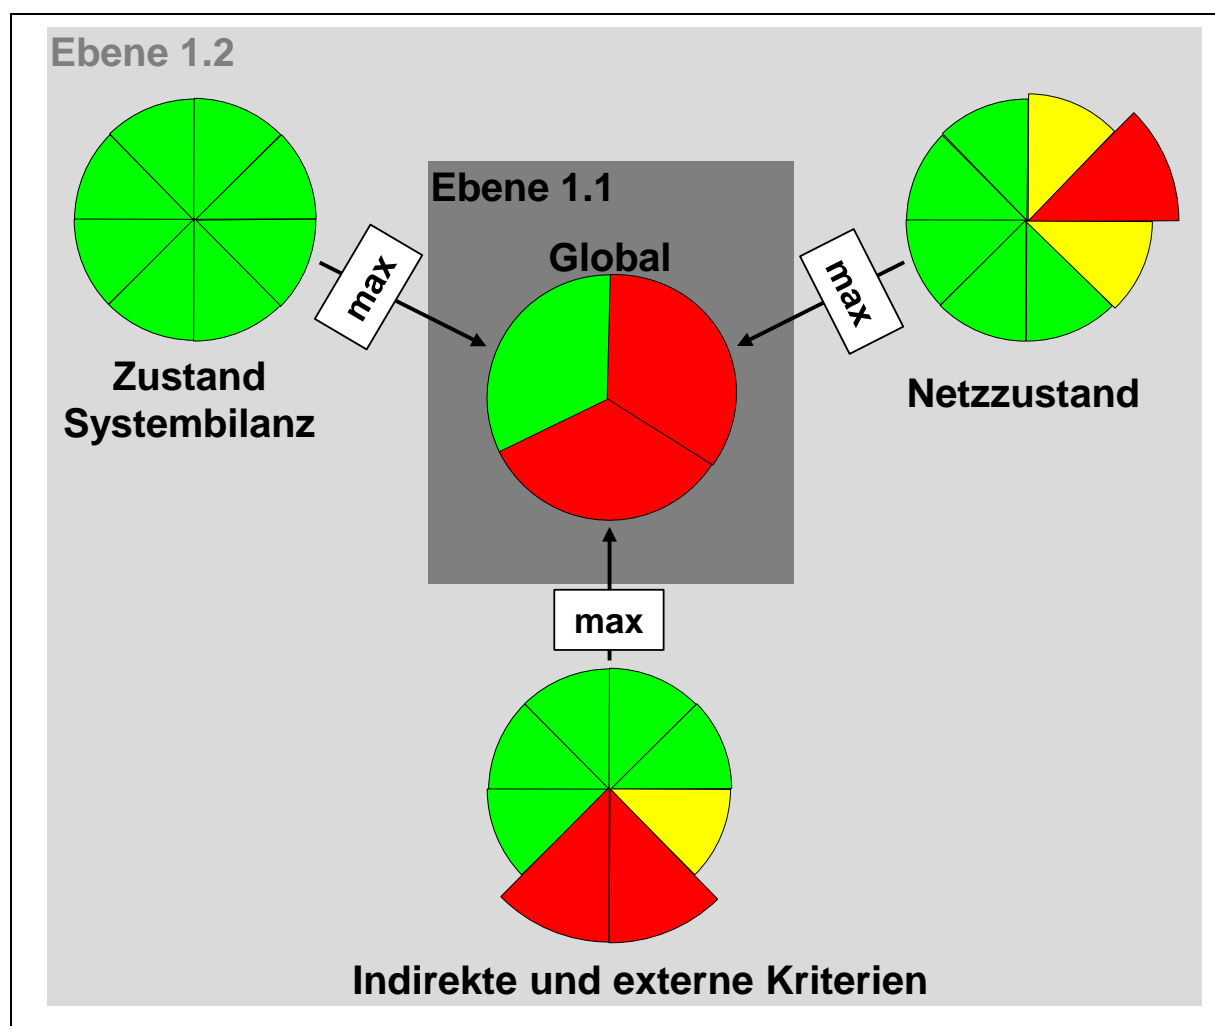 Ebene 1.2
Ebene 1.1
Global
max
max
Zustand
Systembilanz
Netzzustand
max
Indirekte und externe Kriterien